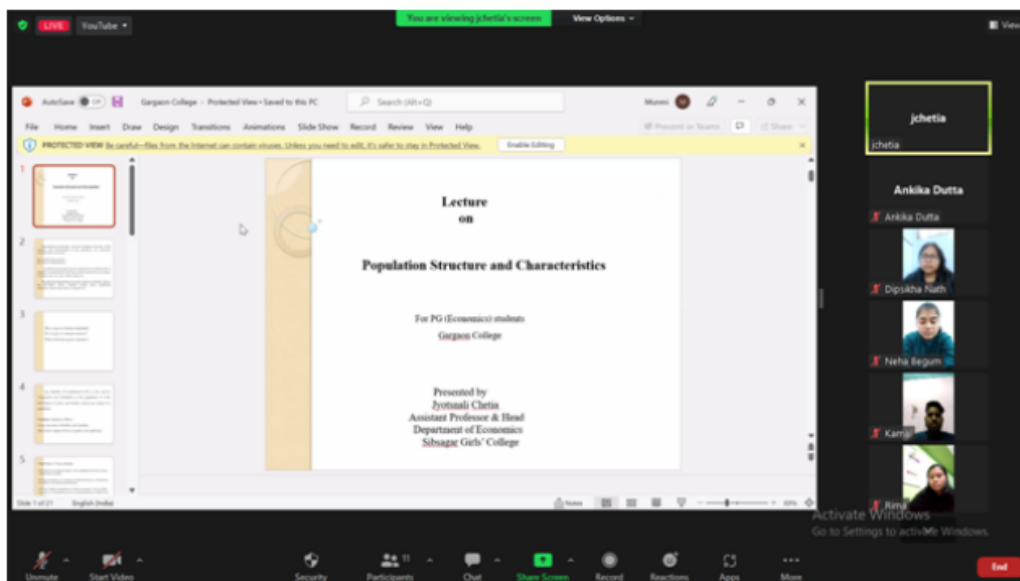 LIVE
YouTube
You are viewing jchetia's screen
View Options
View
AutoSave
Off
Gargaon College - Protected View • Saved to this PC
Search (Alt+Q)
Munmi
File Home Insert Draw Design Transitions Animations Slide Show Record Review View Help
Present in Teams
Share
PROTECTED VIEW Be careful—files from the Internet can contain viruses. Unless you need to edit, it's safer to stay in Protected View.
Enable Editing
1
2
3
4
5
Lecture
on
Population Structure and Characteristics
For PG (Economics) students
Gargaon College
Presented by
Jyotsnali Chetia
Assistant Professor & Head
Department of Economics
Sibsagar Girls' College
Slide 1 of 21
English (India)
Notes
jchetia
jchetia
Ankika Dutta
Ankika Dutta
Dipsikha Nath
Neha Begum
Rima
Activate Windows
Go to Settings to activate Windows.
Unmute
Start Video
Security
Participants
11
Chat
Share Screen
Record
Reactions
Apps
More
End